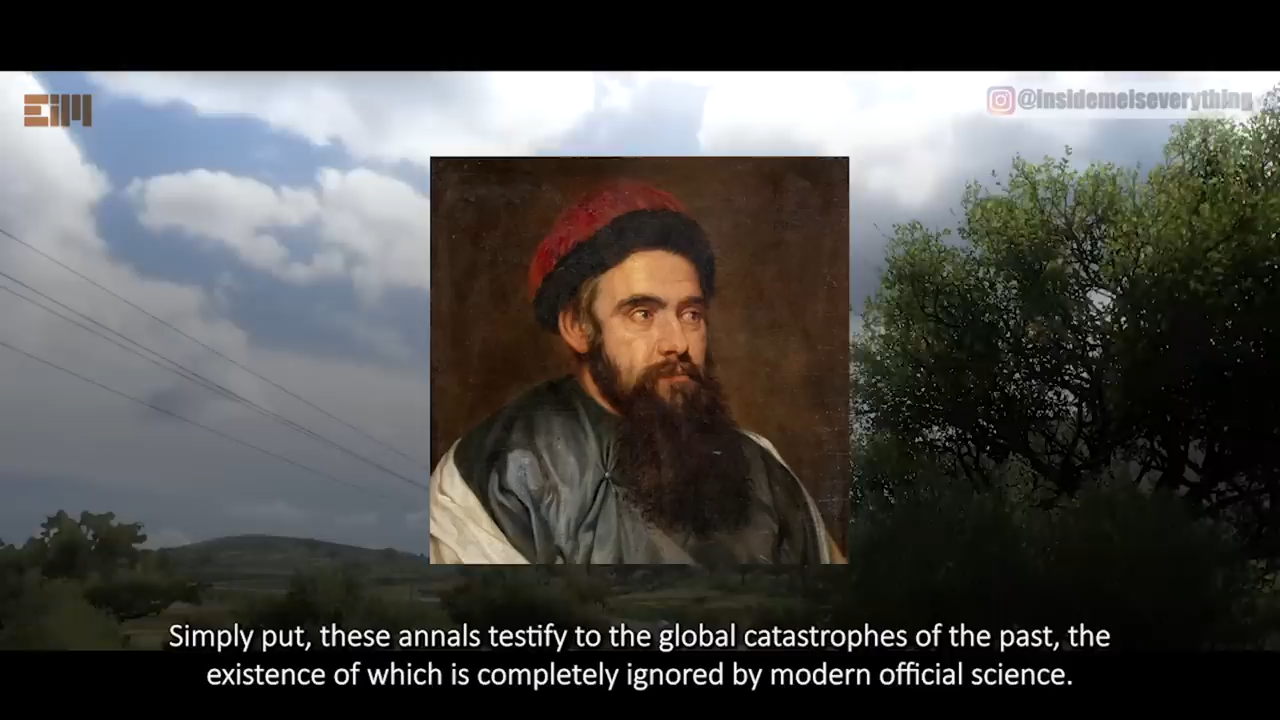 EiM
@Insidemeiseverything
Simply put, these annals testify to the global catastrophes of the past, the
existence of which is completely ignored by modern official science.